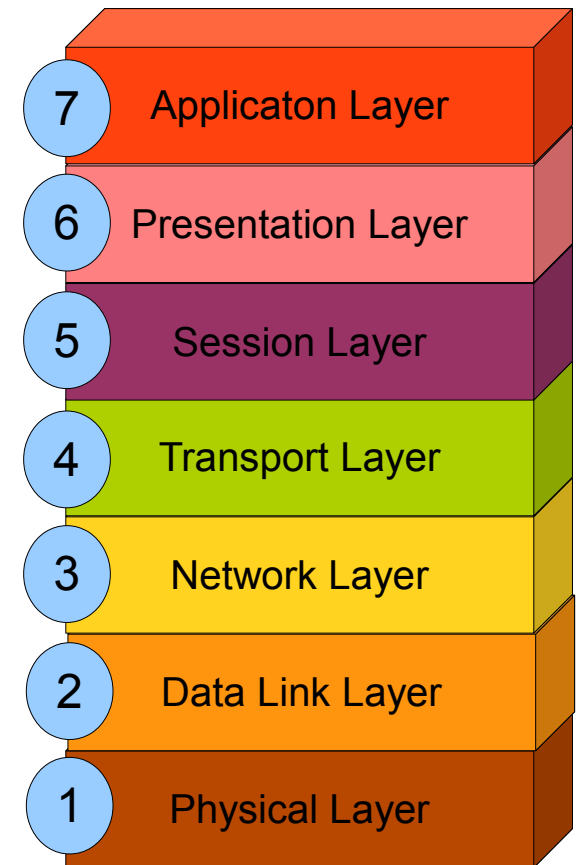 7 Applicaton Layer
6 Presentation Layer
5 Session Layer
4 Transport Layer
3 Network Layer
2 Data Link Layer
1 Physical Layer